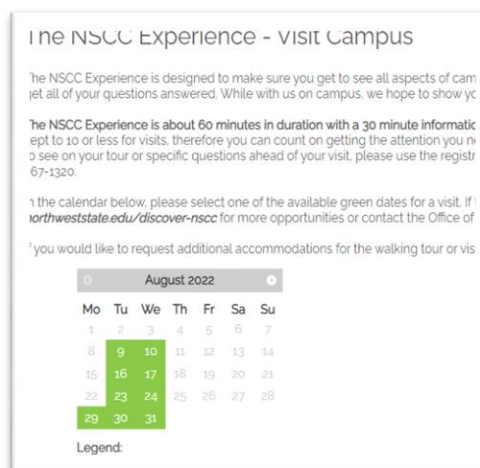 The NSCC Experience - Visit Campus
The NSCC Experience is designed to make sure you get to see all aspects of cam
get all of your questions answered. While with us on campus, we hope to show yo
The NSCC Experience is about 60 minutes in duration with a 30 minute informatic
ept to 10 or less for visits, therefore you can count on getting the attention you ne
o see on your tour or specific questions ahead of your visit, please use the registr
67-1320.
n the calendar below, please select one of the available green dates for a visit. If
northweststate.edu/discover-nscc for more opportunities or contact the Office of
f you would like to request additional accommodations for the walking tour or vis
August 2022
Mo Tu We Th Fr Sa Su
1 2 3 4 5 6 7
8 9 10 11 12 13 14
15 16 17 18 19 20 21
22 23 24 25 26 27 28
29 30 31
Legend: